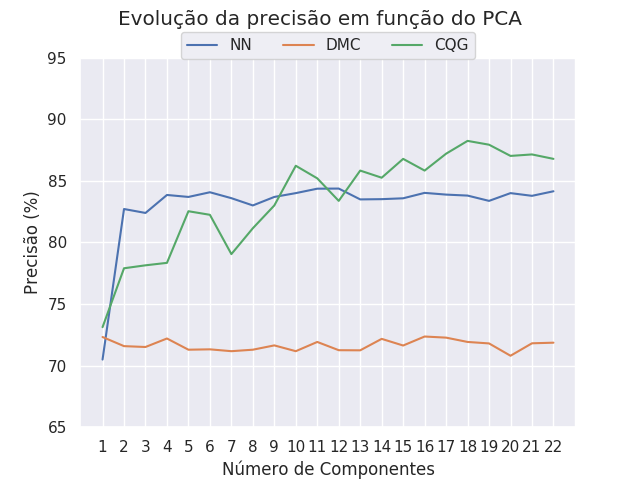 Evolução da precisão em função do PCA
NN DMC CQG
95
90
85
80
75
70
65
Precisão (%)
1 2 3 4 5 6 7 8 9 10 11 12 13 14 15 16 17 18 19 20 21 22
Número de Componentes